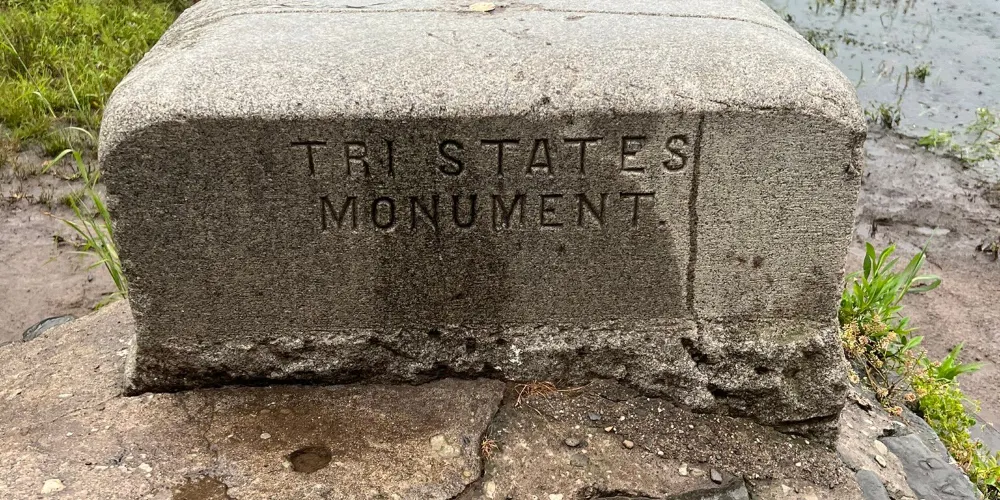 TRI STATES
MONUMENT.